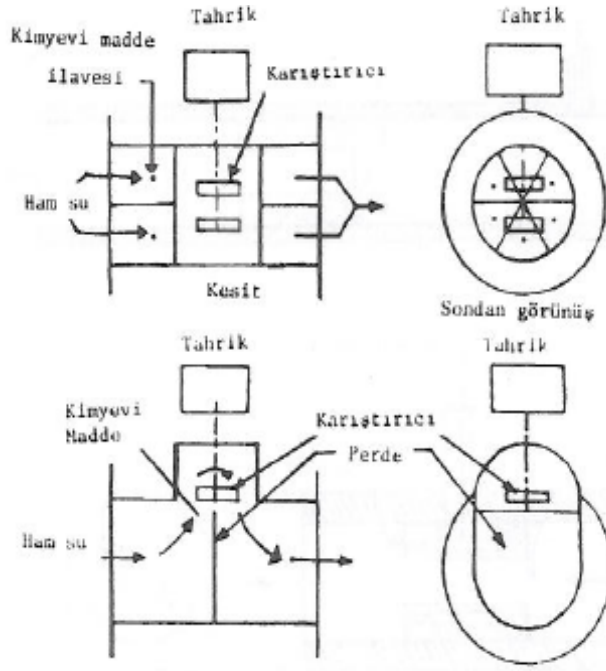 Tahrik
Tahrik
Kimyevi madde
ilavesi
Karıştırıcı
Ham su
Kesit
Sondan görünüş
Tahrik
Tahrik
Kimyevi
Madde
Karıştırıcı
Perde
Ham su